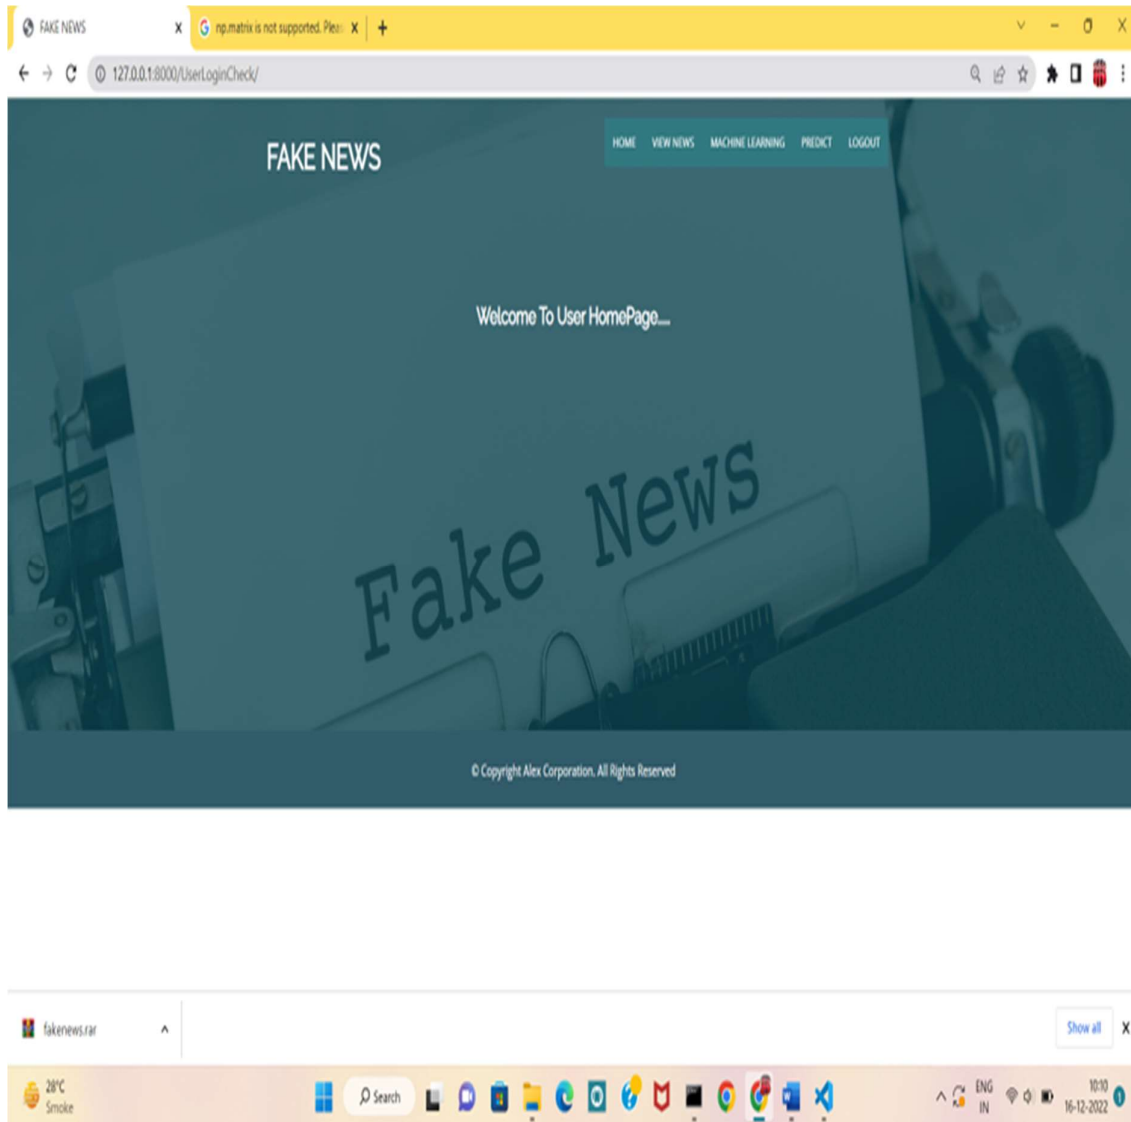 FAKE NEWS
np.matrix is not supported. Pleas
127.0.0.1:8000/UserLoginCheck/
FAKE NEWS
HOME VIEW NEWS MACHINE LEARNING PREDICT LOGOUT
Welcome To User HomePage.....
Fake News
© Copyright Alex Corporation. All Rights Reserved
fakenews.rar
Show all
28°C
Smoke
Search
ENG
IN
10:10
16-12-2022
1